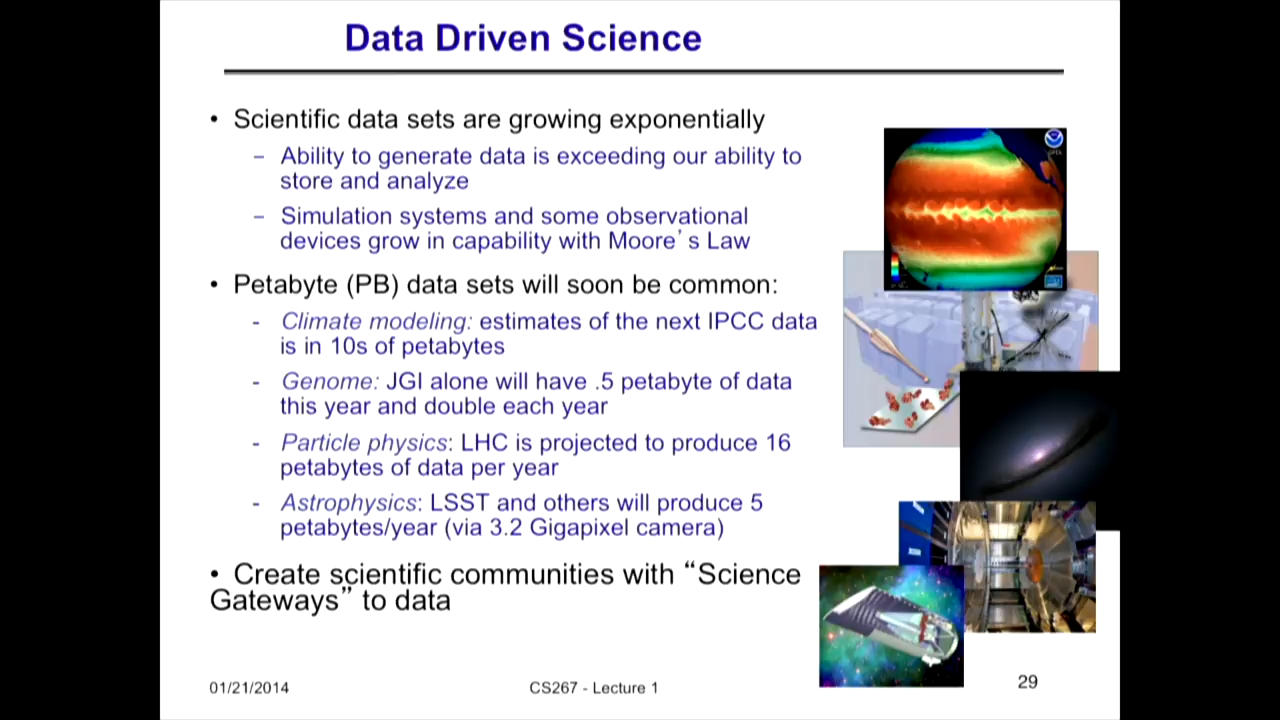 Data Driven Science
• Scientific data sets are growing exponentially
– Ability to generate data is exceeding our ability to
store and analyze
– Simulation systems and some observational
devices grow in capability with Moore’s Law
• Petabyte (PB) data sets will soon be common:
- Climate modeling: estimates of the next IPCC data
is in 10s of petabytes
- Genome: JGI alone will have .5 petabyte of data
this year and double each year
- Particle physics: LHC is projected to produce 16
petabytes of data per year
- Astrophysics: LSST and others will produce 5
petabytes/year (via 3.2 Gigapixel camera)
• Create scientific communities with “Science
Gateways” to data
01/21/2014
CS267 - Lecture 1
29